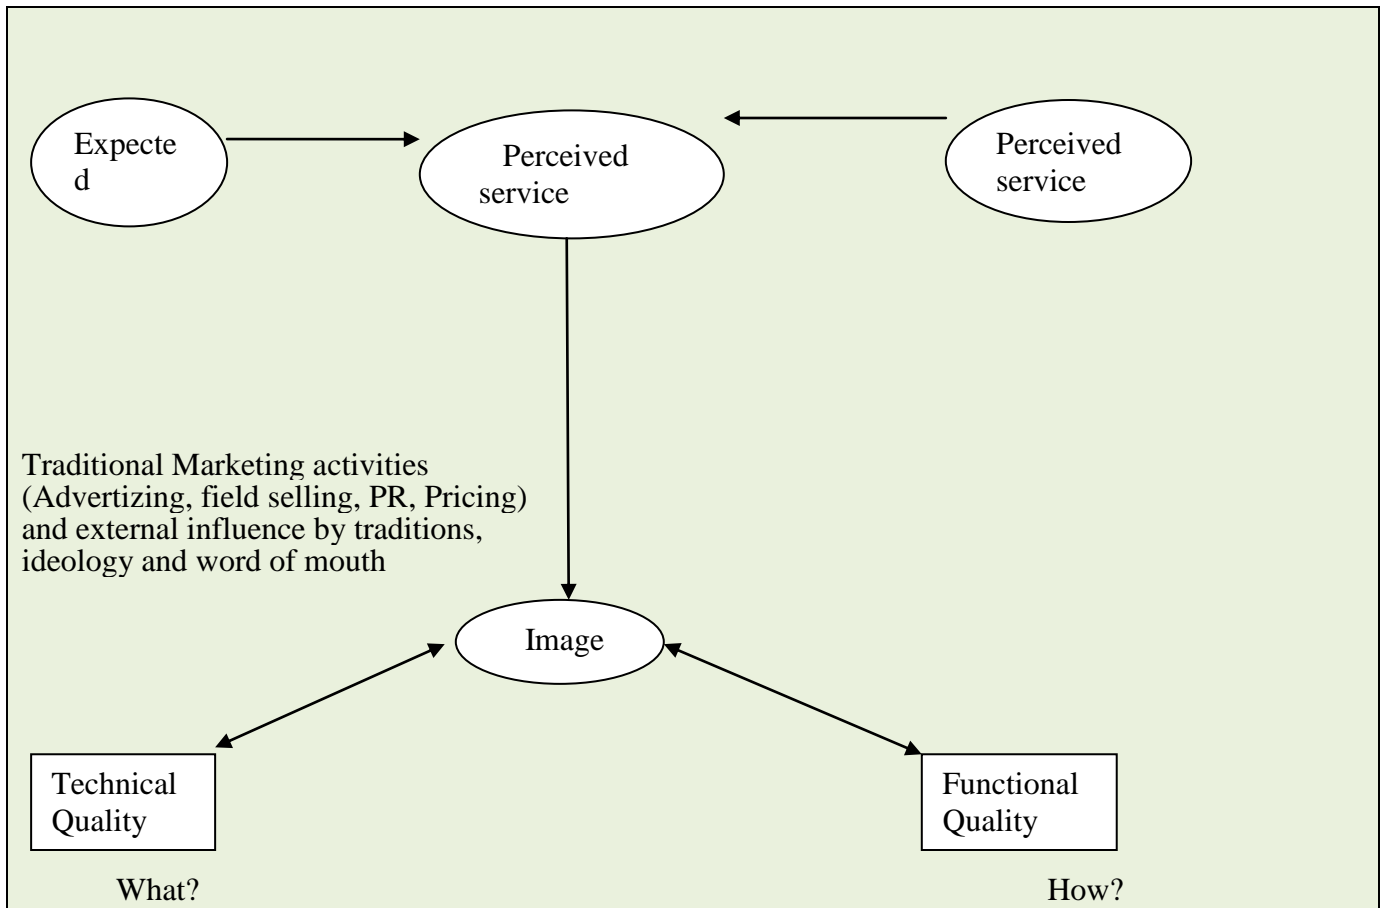 Expecte
d
Perceived
service
Perceived
service
Traditional Marketing activities
(Advertizing, field selling, PR, Pricing)
and external influence by traditions,
ideology and word of mouth
Image
Technical
Quality
Functional
Quality
What?
How?